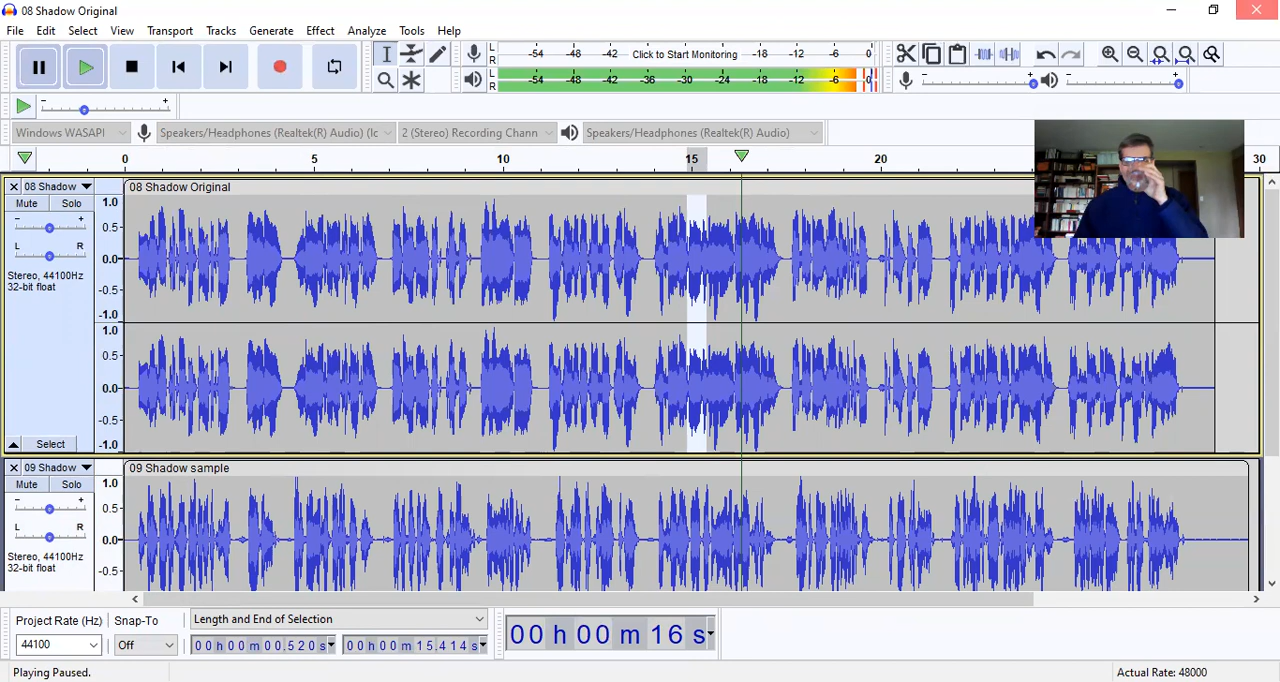 08 Shadow Original
File Edit Select View Transport Tracks Generate Effect Analyze Tools Help
L R -54 -48 -42 Click to Start Monitoring -18 -12 -6 0
L R -54 -48 -42 -36 -30 -24 -18 -12 -6 0
- +
- +
- +
Windows WASAPI Speakers/Headphones (Realtek(R) Audio) (lc 2 (Stereo) Recording Chann Speakers/Headphones (Realtek(R) Audio)
0 5 10 15 20 30
08 Shadow 08 Shadow Original
Mute Solo
- +
L R
Stereo, 44100Hz
32-bit float
Select
1.0
0.5
0.0
-0.5
-1.0
1.0
0.5
0.0
-0.5
-1.0
09 Shadow 09 Shadow sample
Mute Solo
- +
L R
Stereo, 44100Hz
32-bit float
1.0
0.5
0.0
-0.5
Project Rate (Hz) Snap-To Length and End of Selection
44100 Off 00h00m00.520s 00h00m15.414s 00h00m16s
Playing Paused. Actual Rate: 48000